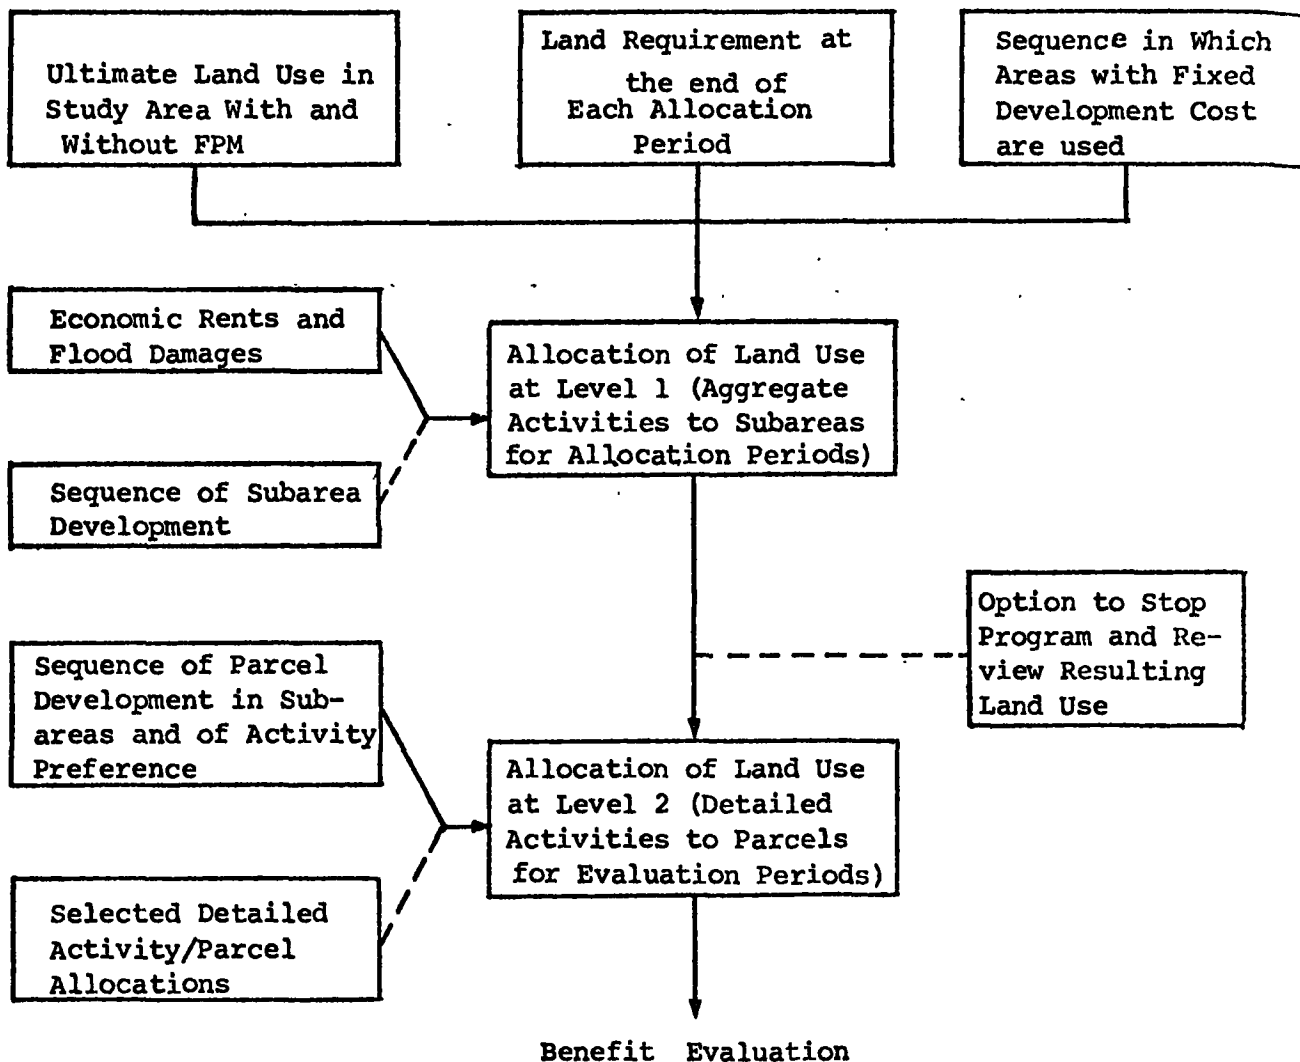 Ultimate Land Use in
Study Area With and
Without FPM
Land Requirement at
the end of
Each Allocation
Period
Sequence in Which
Areas with Fixed
Development Cost
are used
Economic Rents and
Flood Damages
Allocation of Land Use
at Level 1 (Aggregate
Activities to Subareas
for Allocation Periods)
Sequence of Subarea
Development
Option to Stop
Program and Re-
view Resulting
Land Use
Sequence of Parcel
Development in Sub-
areas and of Activity
Preference
Allocation of Land Use
at Level 2 (Detailed
Activities to Parcels
for Evaluation Periods)
Selected Detailed
Activity/Parcel
Allocations
Benefit Evaluation